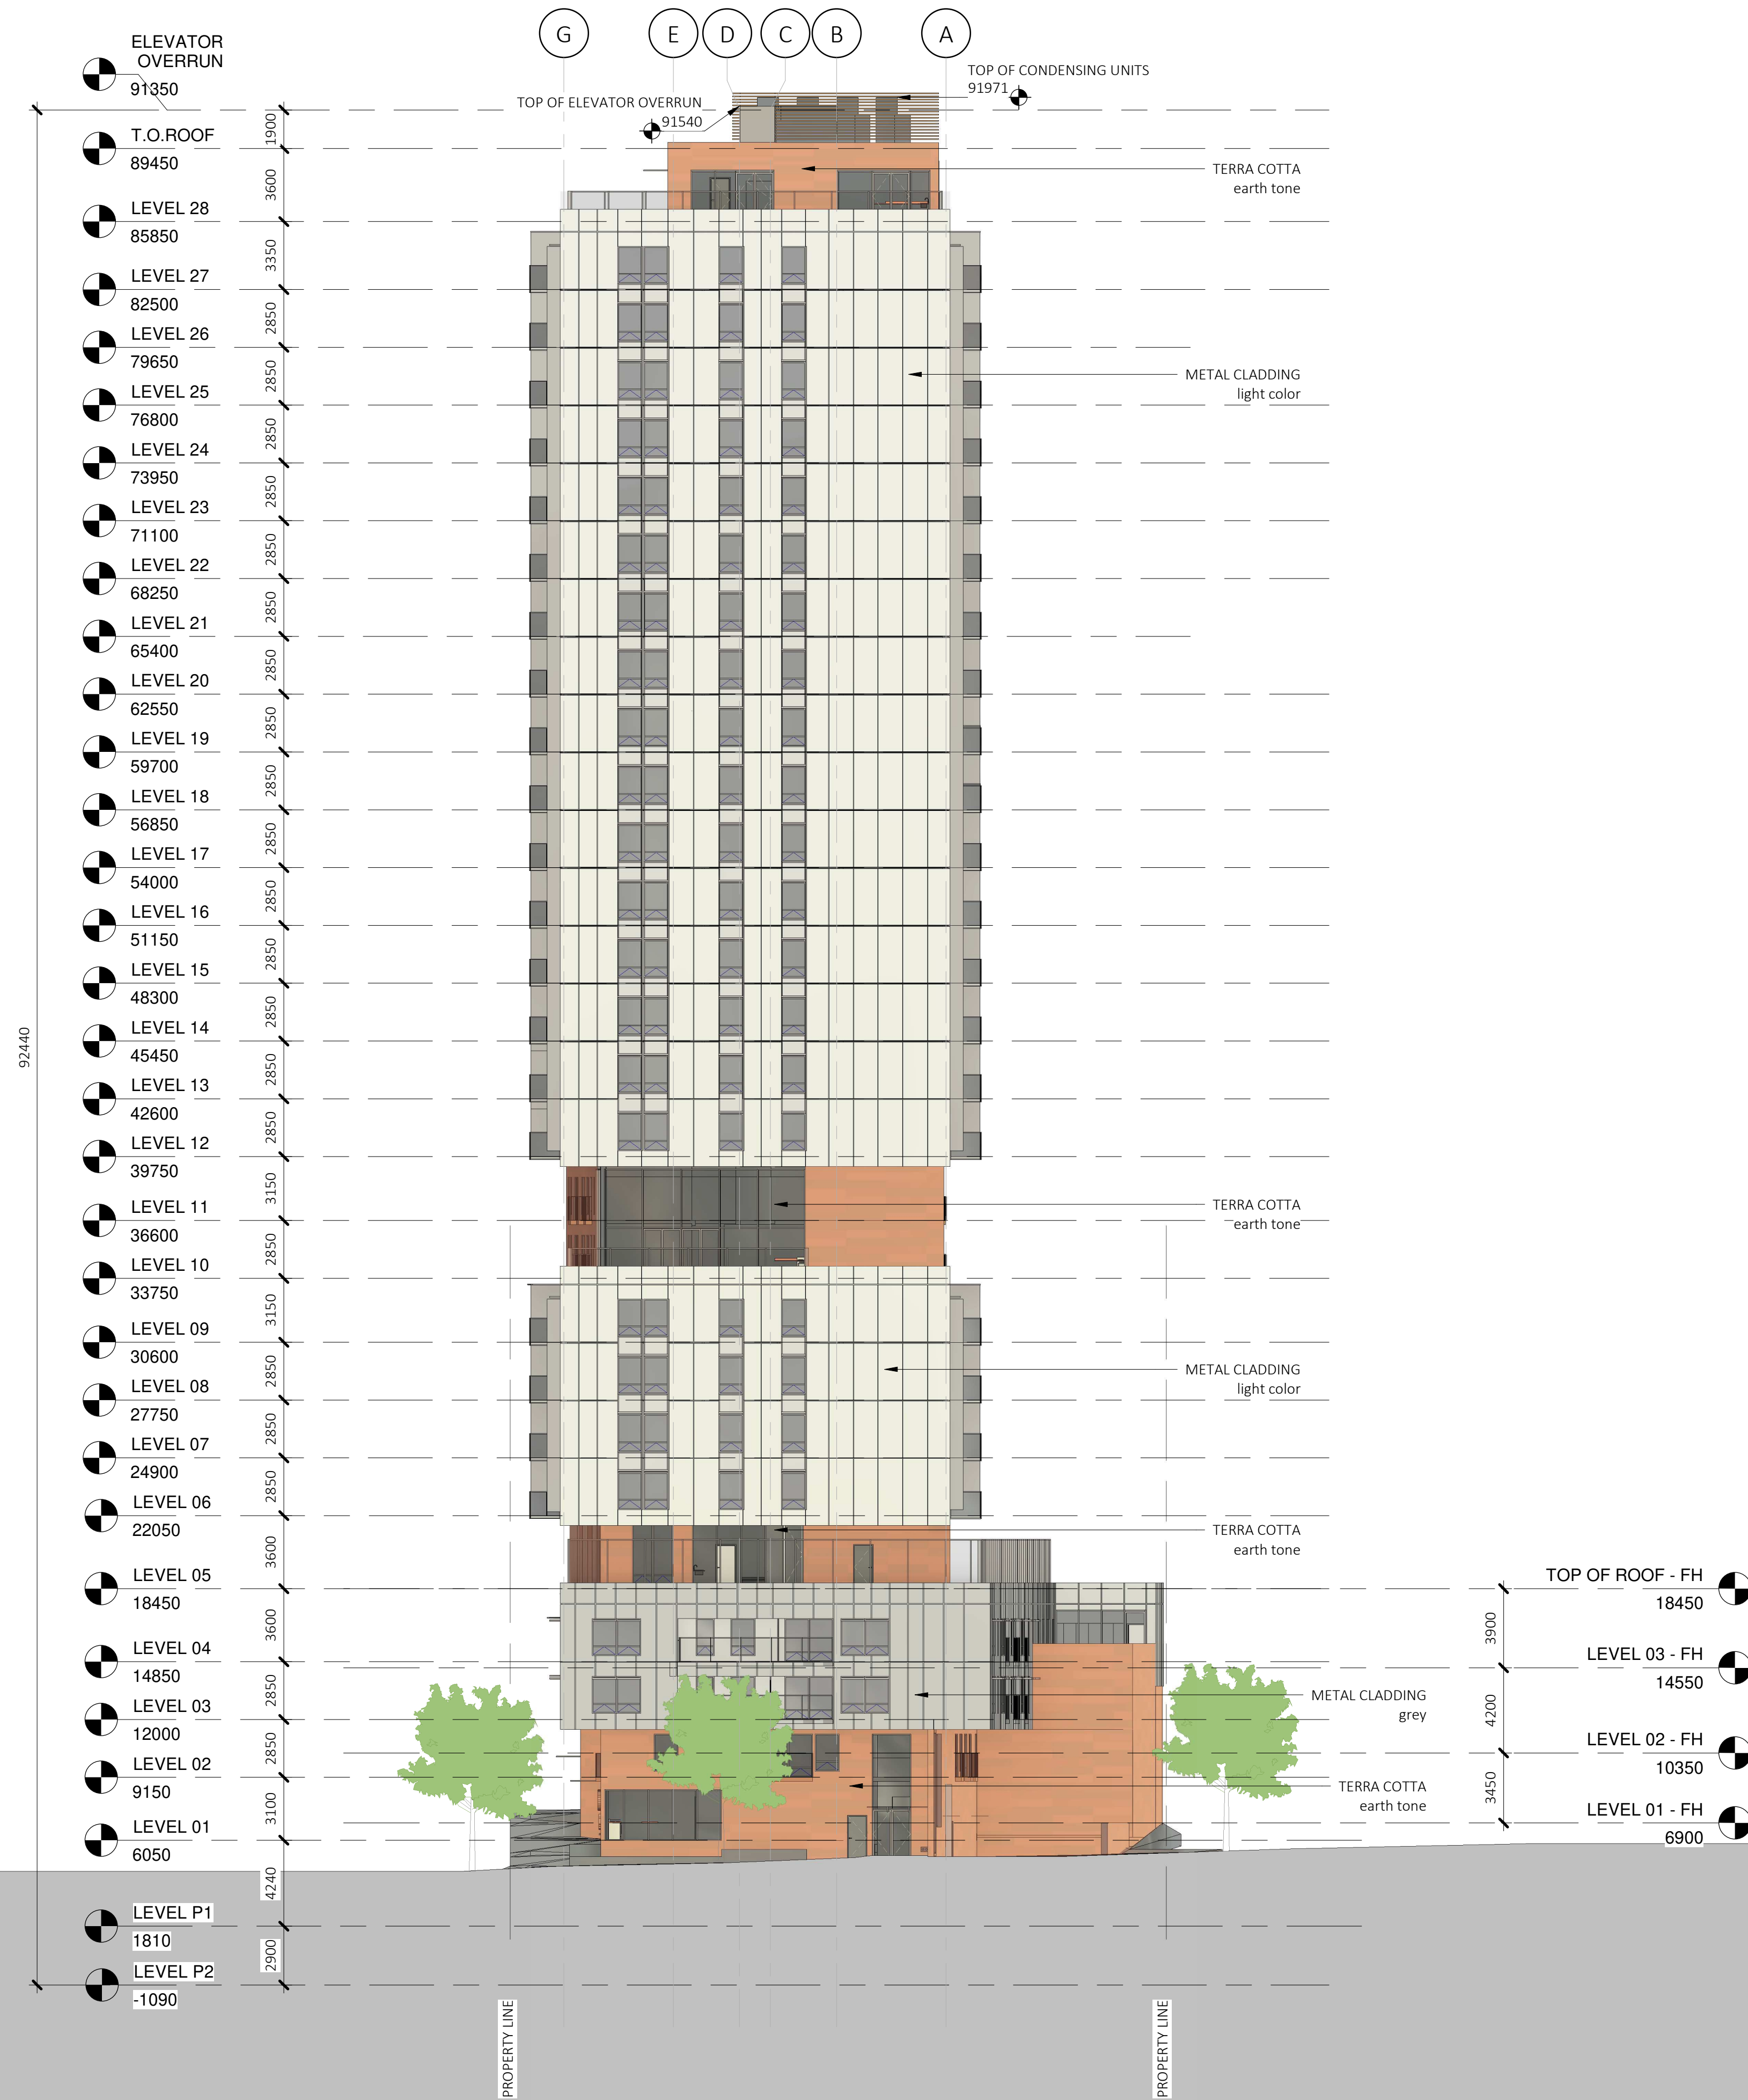 G
E
D
C
B
A
ELEVATOR
OVERRUN
91350
TOP OF CONDENSING UNITS
91971
TOP OF ELEVATOR OVERRUN
91540
1900
T.O.ROOF
89450
TERRA COTTA
earth tone
3600
LEVEL 28
85850
3350
LEVEL 27
82500
2850
LEVEL 26
79650
METAL CLADDING
light color
2850
LEVEL 25
76800
2850
LEVEL 24
73950
2850
LEVEL 23
71100
2850
LEVEL 22
68250
2850
LEVEL 21
65400
2850
LEVEL 20
62550
2850
LEVEL 19
59700
2850
LEVEL 18
56850
2850
LEVEL 17
54000
2850
LEVEL 16
51150
2850
LEVEL 15
48300
2850
LEVEL 14
45450
92440
2850
LEVEL 13
42600
2850
LEVEL 12
39750
3150
LEVEL 11
36600
TERRA COTTA
earth tone
2850
LEVEL 10
33750
3150
LEVEL 09
30600
METAL CLADDING
light color
2850
LEVEL 08
27750
2850
LEVEL 07
24900
2850
LEVEL 06
22050
TERRA COTTA
earth tone
3600
LEVEL 05
18450
TOP OF ROOF - FH
18450
3600
3900
LEVEL 04
14850
LEVEL 03 - FH
14550
2850
4200
METAL CLADDING
grey
LEVEL 03
12000
2850
LEVEL 02 - FH
10350
LEVEL 02
9150
TERRA COTTA
earth tone
3100
3450
LEVEL 01 - FH
6900
LEVEL 01
6050
4240
LEVEL P1
1810
2900
LEVEL P2
-1090
PROPERTY LINE
PROPERTY LINE